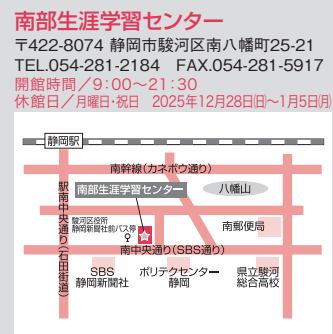 南部生涯学習センター
〒422-8074 静岡市駿河区南八幡町25-21
TEL.054-281-2184　FAX.054-281-5917
開館時間／9:00〜21:30
休館日／月曜日・祝日　2025年12月28日㈰〜1月5日㈪
静岡駅
南幹線(カネボウ通り)
駅南中央通り(石田街道)
南部生涯学習センター
八幡山
駿河区役所
静岡新聞社前バス停
南郵便局
南中央通り(SBS通り)
SBS
静岡新聞社
ポリテクセンター
静岡
県立駿河
総合高校